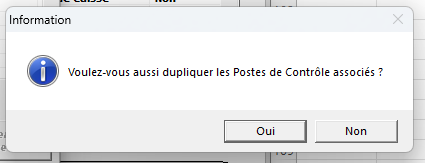 Information
Voulez-vous aussi dupliquer les Postes de Contrôle associés ?
Oui
Non